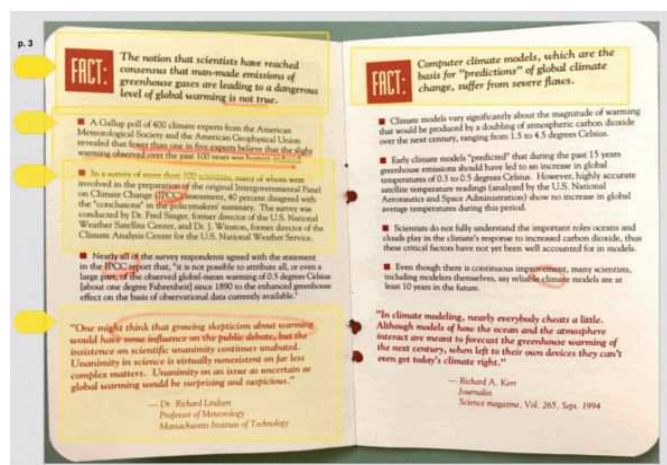 p. 3
FACT:
The notion that scientists have reached
consensus that man-made emissions of
greenhouse gases are leading to a dangerous
level of global warming is not true.
■ A Gallup poll of 400 climate experts from the American
Meteorological Society and the American Geophysical Union
revealed that fewer than one in five experts believe that the slight
warming observed over the past 100 years was human-induced.
■ In a survey of more than 100 scientists, many of whom were
involved in the preparation of the original Intergovernmental Panel
on Climate Change (IPCC) assessment, 40 percent disagreed with
the "conclusions" in the policymakers' summary. The survey was
conducted by Dr. Fred Singer, former director of the U.S. National
Weather Satellite Center, and Dr. J. Winston, former director of the
Climate Analysis Center for the U.S. National Weather Service.
■ Nearly all of the survey respondents agreed with the statement
in the IPCC report that, "it is not possible to attribute all, or even a
large part, of the observed global-mean warming of 0.5 degrees Celsius
[about one degree Fahrenheit] since 1890 to the enhanced greenhouse
effect on the basis of observational data currently available."
"One might think that growing skepticism about warming
would have some influence on the public debate, but the
insistence on scientific unanimity continues unabated.
Unanimity in science is virtually nonexistent on far less
complex matters. Unanimity on an issue as uncertain as
global warming would be surprising and suspicious."
— Dr. Richard Lindzen
Professor of Meteorology
Massachusetts Institute of Technology
FACT:
Computer climate models, which are the
basis for "predictions" of global climate
change, suffer from severe flaws.
■ Climate models vary significantly about the magnitude of warming
that would be produced by a doubling of atmospheric carbon dioxide
over the next century, ranging from 1.5 to 4.5 degrees Celsius.
■ Early climate models "predicted" that during the past 15 years
greenhouse emissions should have led to an increase in global
temperatures of 0.3 to 0.5 degrees Celsius. However, highly accurate
satellite temperature readings (analyzed by the U.S. National
Aeronautics and Space Administration) show no increase in global
average temperatures during this period.
■ Scientists do not fully understand the important roles oceans and
clouds play in the climate's response to increased carbon dioxide, thus
these critical factors have not yet been well accounted for in models.
■ Even though there is continuous improvement, many scientists,
including modelers themselves, say reliable climate models are at
least 10 years in the future.
"In climate modeling, nearly everybody cheats a little.
Although models of how the ocean and the atmosphere
interact are meant to forecast the greenhouse warming of
the next century, when left to their own devices they can't
even get today's climate right."
— Richard A. Kerr
Journalist
Science magazine, Vol. 265, Sept. 1994